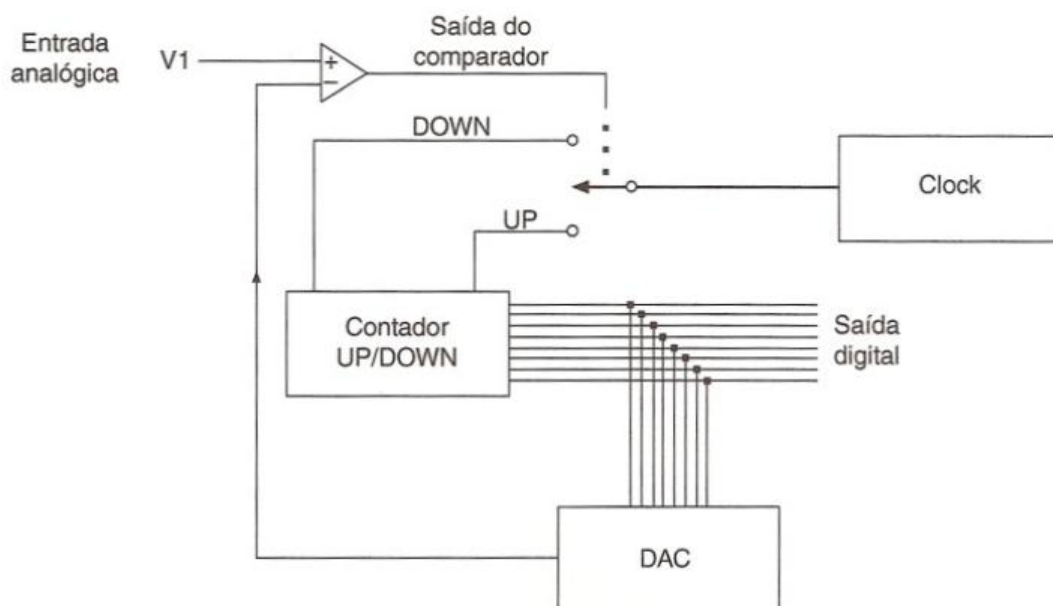 Entrada
analógica
V1
+
−
Saída do
comparador
DOWN
Clock
UP
Contador
UP/DOWN
Saída
digital
DAC